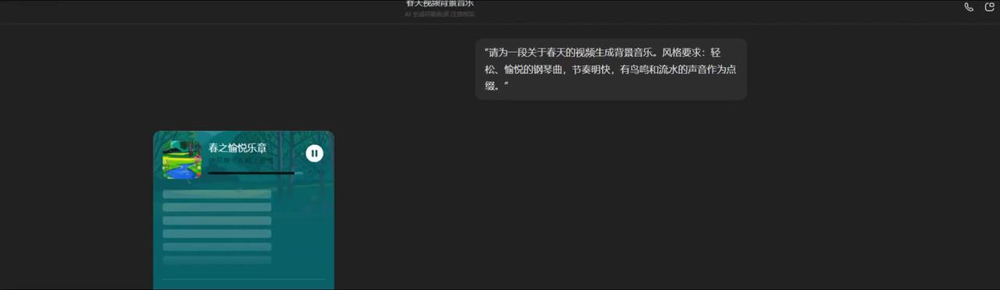 春天视频背景音乐
AI 生成可能有误 注意核实
“请为一段关于春天的视频生成背景音乐。风格要求：轻
松、愉悦的钢琴曲，节奏明快，有鸟鸣和流水的声音作为点
缀。”
春之愉悦乐章